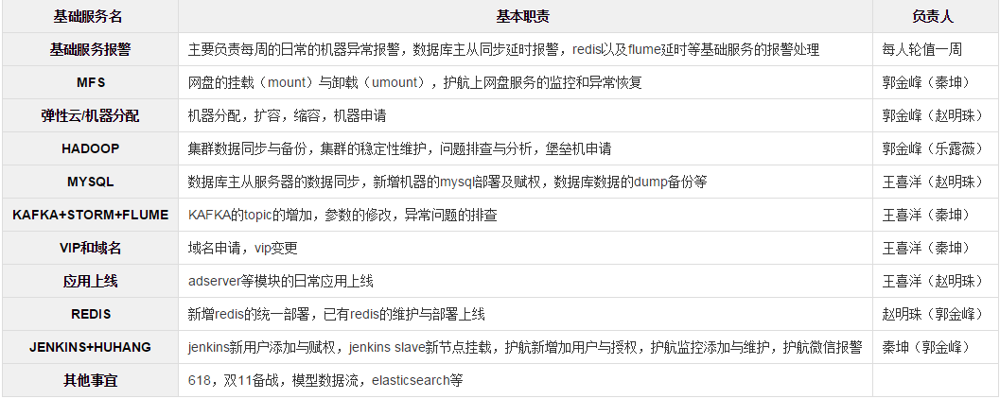 基础服务名 基本职责 负责人
基础服务报警 主要负责每周的日常的机器异常报警，数据库主从同步延时报警，redis以及flume延时等基础服务的报警处理 每人轮值一周
MFS 网盘的挂载（mount）与卸载（umount），护航上网盘服务的监控和异常恢复 郭金峰（秦坤）
弹性云/机器分配 机器分配，扩容，缩容，机器申请 郭金峰（赵明珠）
HADOOP 集群数据同步与备份，集群的稳定性维护，问题排查与分析，堡垒机申请 郭金峰（乐露薇）
MYSQL 数据库主从服务器的数据同步，新增机器的mysql部署及赋权，数据库数据的dump备份等 王喜洋（赵明珠）
KAFKA+STORM+FLUME KAFKA的topic的增加，参数的修改，异常问题的排查 王喜洋（秦坤）
VIP和域名 域名申请，vip变更 王喜洋（秦坤）
应用上线 adserver等模块的日常应用上线 王喜洋（赵明珠）
REDIS 新增redis的统一部署，已有redis的维护与部署上线 赵明珠（郭金峰）
JENKINS+HUHANG jenkins新用户添加与赋权，jenkins slave新节点挂载，护航新增加用户与授权，护航监控添加与维护，护航微信报警 秦坤（郭金峰）
其他事宜 618，双11备战，模型数据流，elasticsearch等